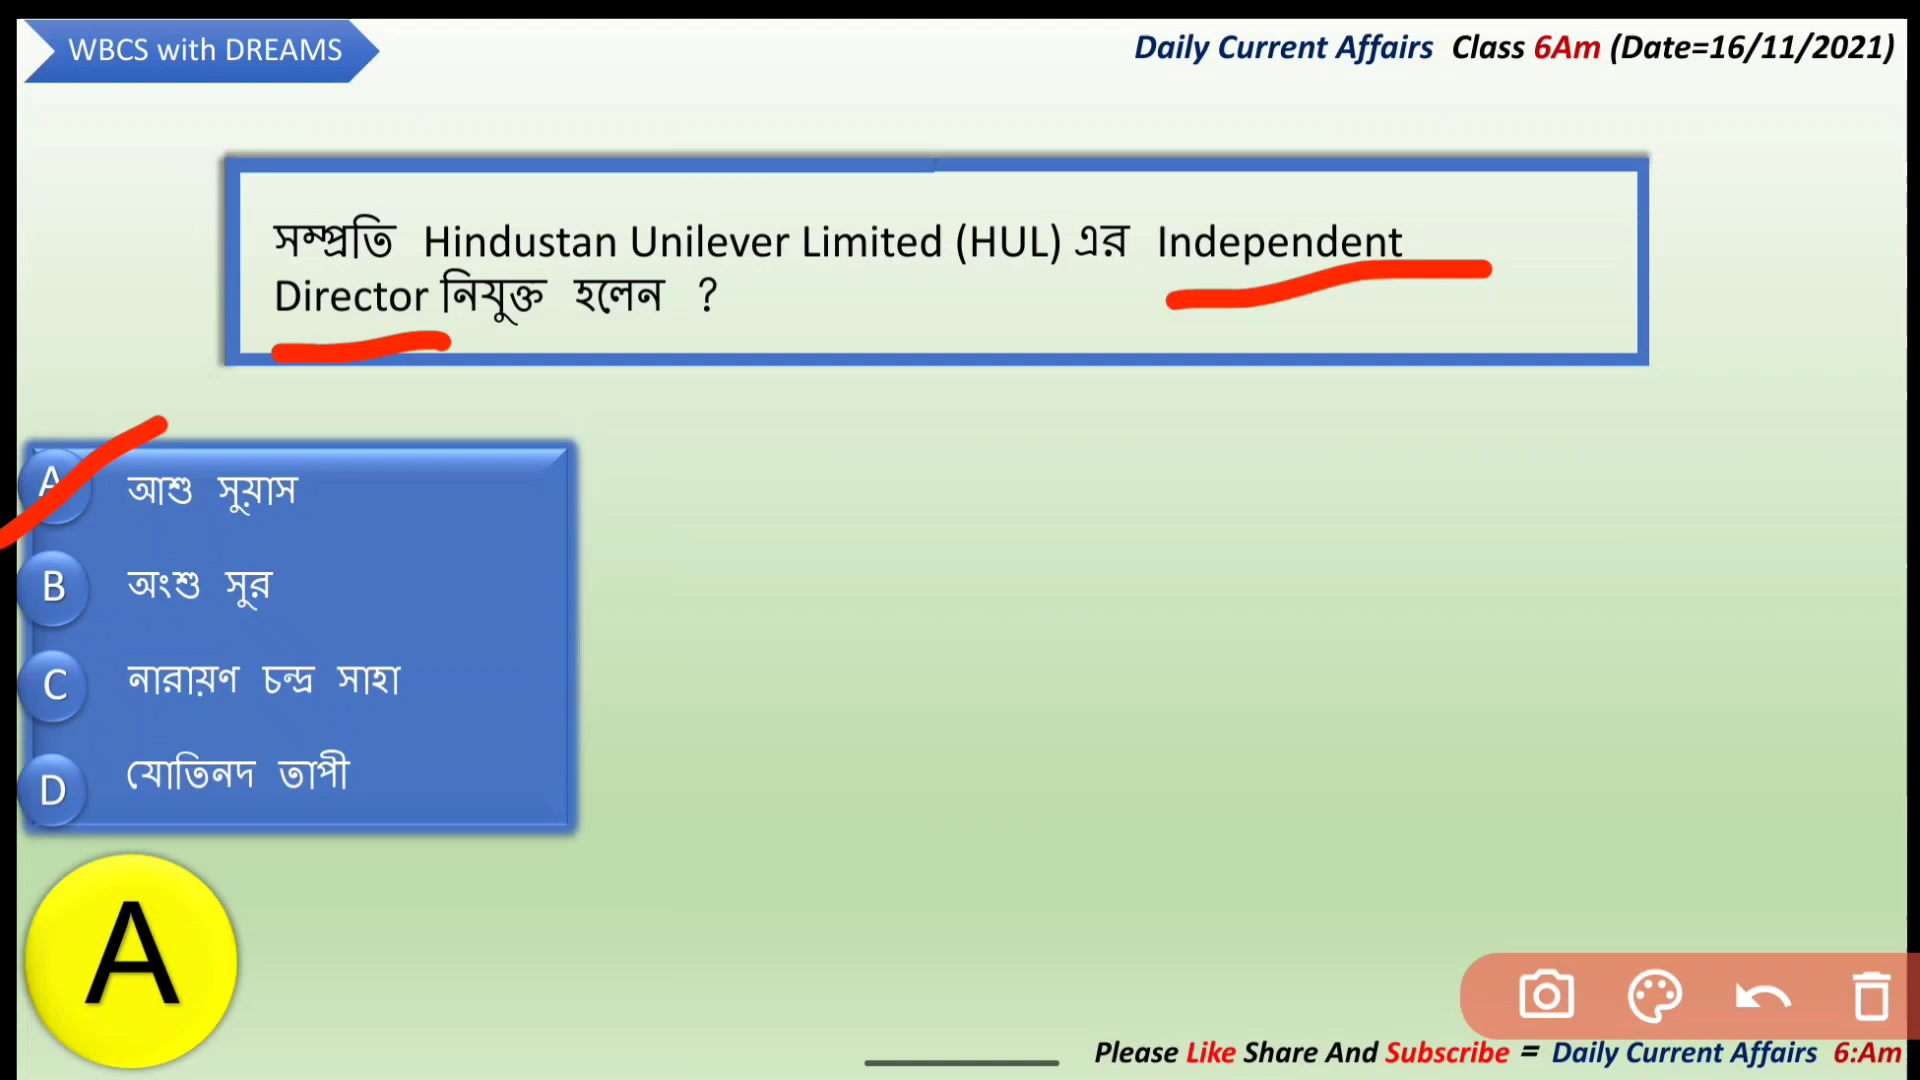 WBCS with DREAMS
Daily Current Affairs Class 6Am (Date=16/11/2021)
সম্প্রতি Hindustan Unilever Limited (HUL) এর Independent
Director নিযুক্ত হলেন ?
A আশু সুয়াস
B অংশু সুর
C নারায়ণ চন্দ্র সাহা
D যোতিনদ তাপী
A
Please Like Share And Subscribe = Daily Current Affairs 6:Am